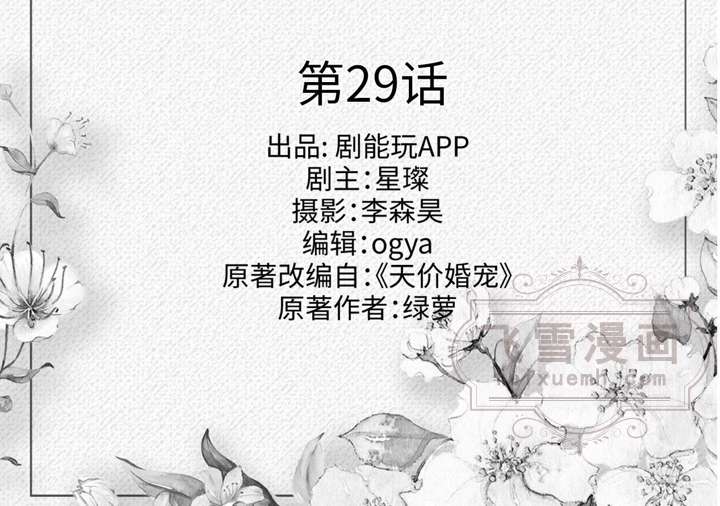 第29话
出品: 剧能玩APP
剧主：星璨
摄影：李森昊
编辑：ogya
原著改编自：《天价婚宠》
原著作者：绿萝
飞雪漫画